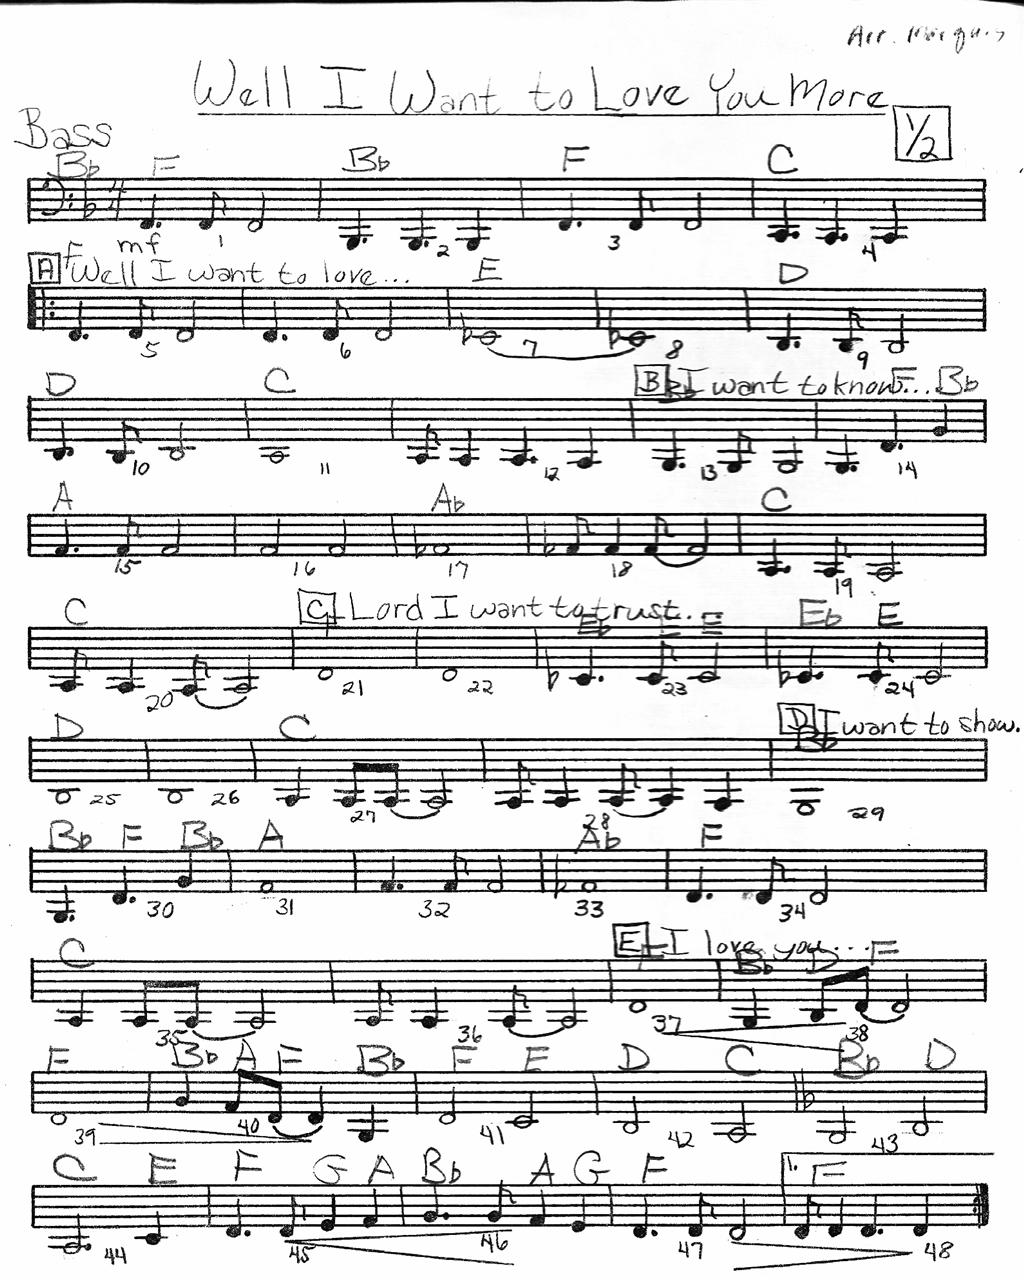 Arr. Marquis
Well I Want to Love You More
Bass
1/2
Bb F Bb F C
mf 1 2 3 4
A F Well I want to love... E D
5 6 7 8 9
D C B Bb I want to know... F Bb
10 11 12 13 14
A Ab C
15 16 17 18 19
C C Lord I want to trust... Eb E E Eb E
20 21 22 23 24
D C D I want to show.
Bb
25 26 27 28 29
Bb F Bb A Ab F
30 31 32 33 34
C E I love you...
Bb D F
35 36 37 38
F Bb A F Bb F E D C Bb D
39 40 41 42 43
C E F G A Bb A G F 1. F
44 45 46 47 48